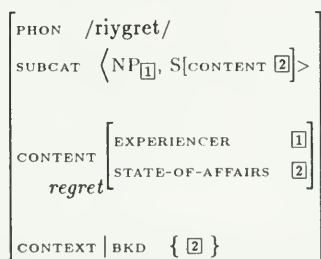 PHON /riygret/
SUBCAT ⟨NP[1], S[CONTENT [2]]>
CONTENT
regret
EXPERIENCER [1]
STATE-OF-AFFAIRS [2]
CONTEXT | BKD { [2] }